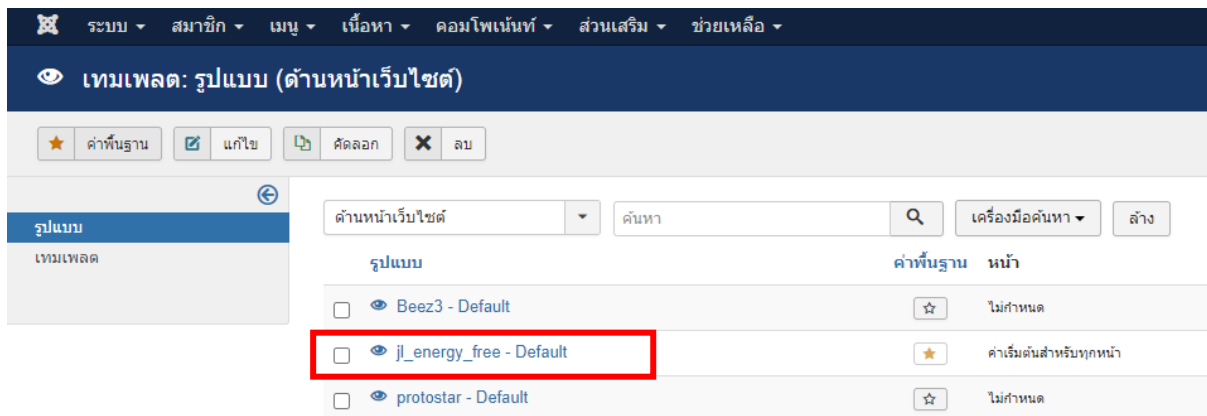 ระบบ สมาชิก เมนู เนื้อหา คอมโพเน้นท์ ส่วนเสริม ช่วยเหลือ
เทมเพลต: รูปแบบ (ด้านหน้าเว็บไซต์)
ค่าพื้นฐาน แก้ไข คัดลอก ลบ
รูปแบบ
เทมเพลต
ด้านหน้าเว็บไซต์ ค้นหา เครื่องมือค้นหา ล้าง
รูปแบบ ค่าพื้นฐาน หน้า
Beez3 - Default ไม่กำหนด
jl_energy_free - Default ค่าเริ่มต้นสำหรับทุกหน้า
protostar - Default ไม่กำหนด